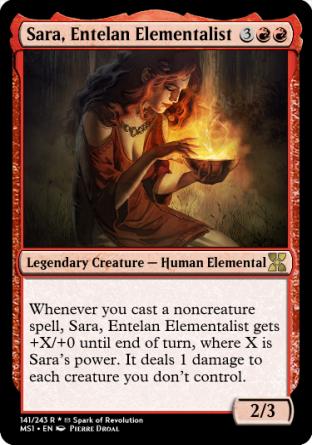 Sara, Entelan Elementalist 3
Legendary Creature — Human Elemental
Whenever you cast a noncreature
spell, Sara, Entelan Elementalist gets
+X/+0 until end of turn, where X is
Sara's power. It deals 1 damage to
each creature you don't control.
2/3
141/243 R * Spark of Revolution
MS1 • EN Pierre Droal